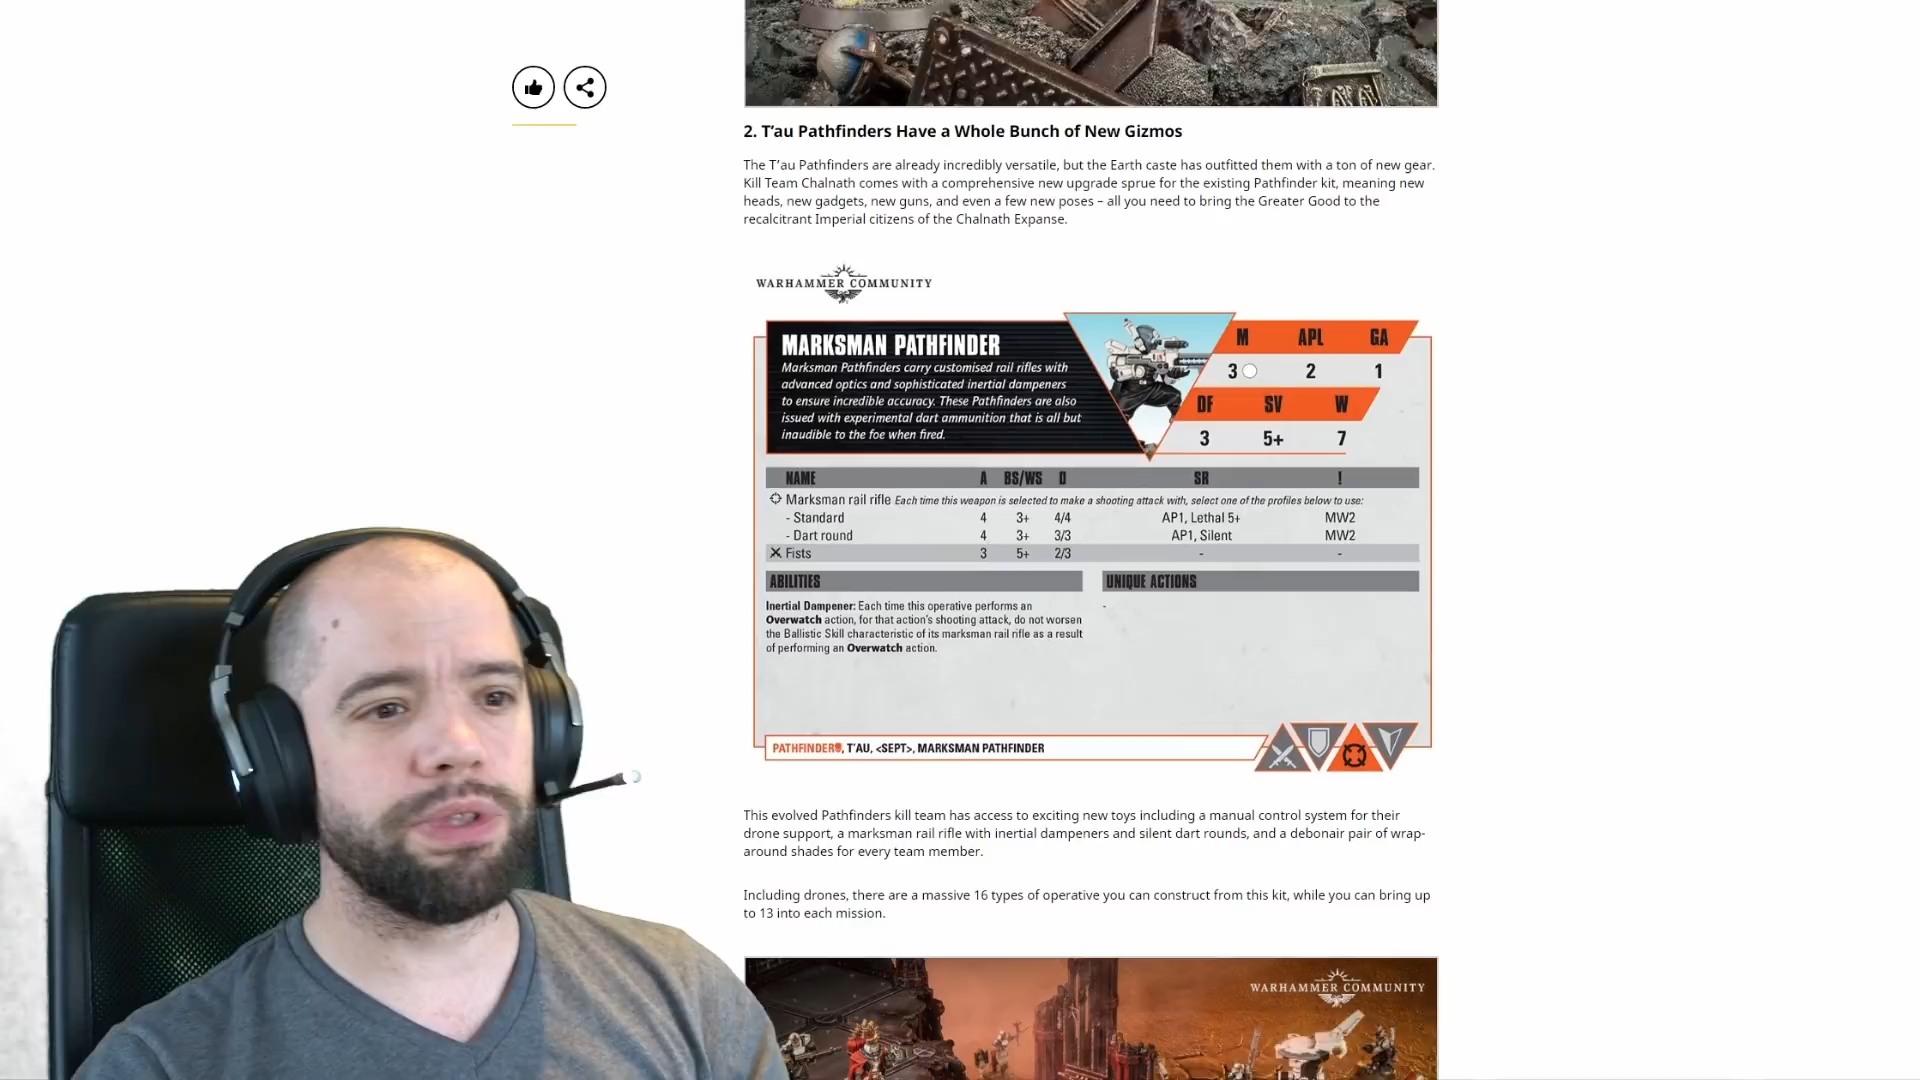 2. T'au Pathfinders Have a Whole Bunch of New Gizmos
The T'au Pathfinders are already incredibly versatile, but the Earth caste has outfitted them with a ton of new gear.
Kill Team Chalnath comes with a comprehensive new upgrade sprue for the existing Pathfinder kit, meaning new
heads, new gadgets, new guns, and even a few new poses – all you need to bring the Greater Good to the
recalcitrant Imperial citizens of the Chalnath Expanse.
WARHAMMER COMMUNITY
MARKSMAN PATHFINDER
Marksman Pathfinders carry customised rail rifles with
advanced optics and sophisticated inertial dampeners
to ensure incredible accuracy. These Pathfinders are also
issued with experimental dart ammunition that is all but
inaudible to the foe when fired.
M APL GA
3 2 1
DF SV W
3 5+ 7
NAME A BS/WS D SR !
Marksman rail rifle Each time this weapon is selected to make a shooting attack with, select one of the profiles below to use:
- Standard 4 3+ 4/4 AP1, Lethal 5+ MW2
- Dart round 4 3+ 3/3 AP1, Silent MW2
Fists 3 5+ 2/3 - -
ABILITIES UNIQUE ACTIONS
Inertial Dampener: Each time this operative performs an -
Overwatch action, for that action's shooting attack, do not worsen
the Ballistic Skill characteristic of its marksman rail rifle as a result
of performing an Overwatch action.
PATHFINDER, T'AU, <SEPT>, MARKSMAN PATHFINDER
This evolved Pathfinders kill team has access to exciting new toys including a manual control system for their
drone support, a marksman rail rifle with inertial dampeners and silent dart rounds, and a debonair pair of wrap-
around shades for every team member.
Including drones, there are a massive 16 types of operative you can construct from this kit, while you can bring up
to 13 into each mission.
WARHAMMER COMMUNITY